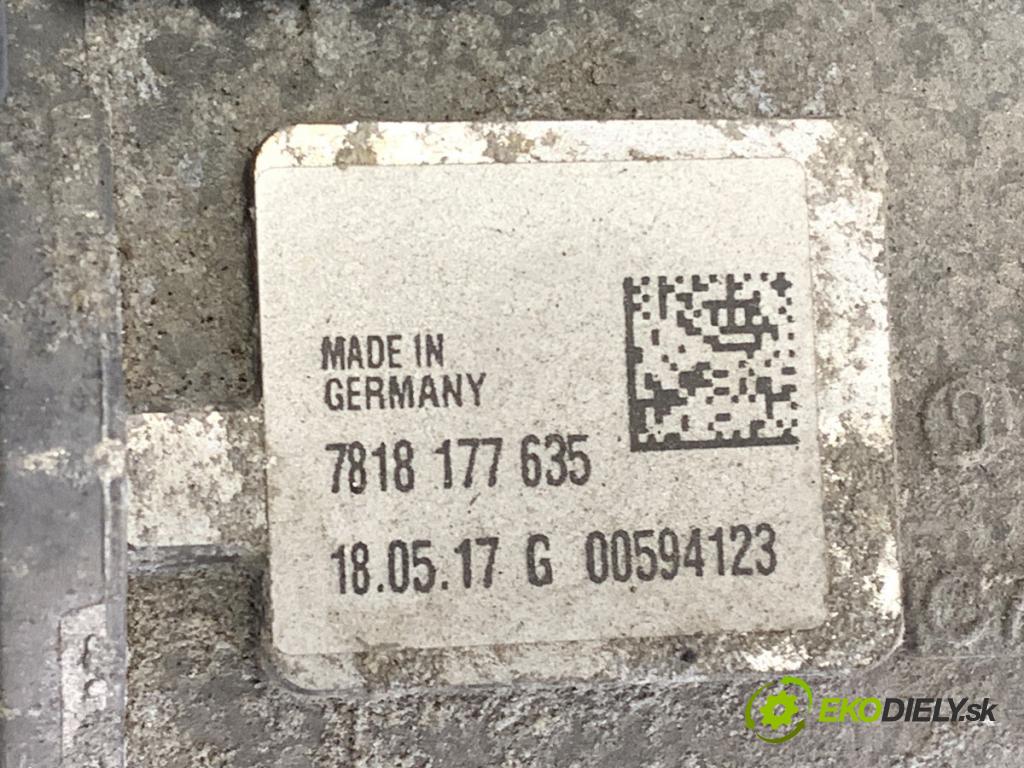 MADE IN
GERMANY
7818 177 635
18.05.17 G 00594123
EKODIELY.sk